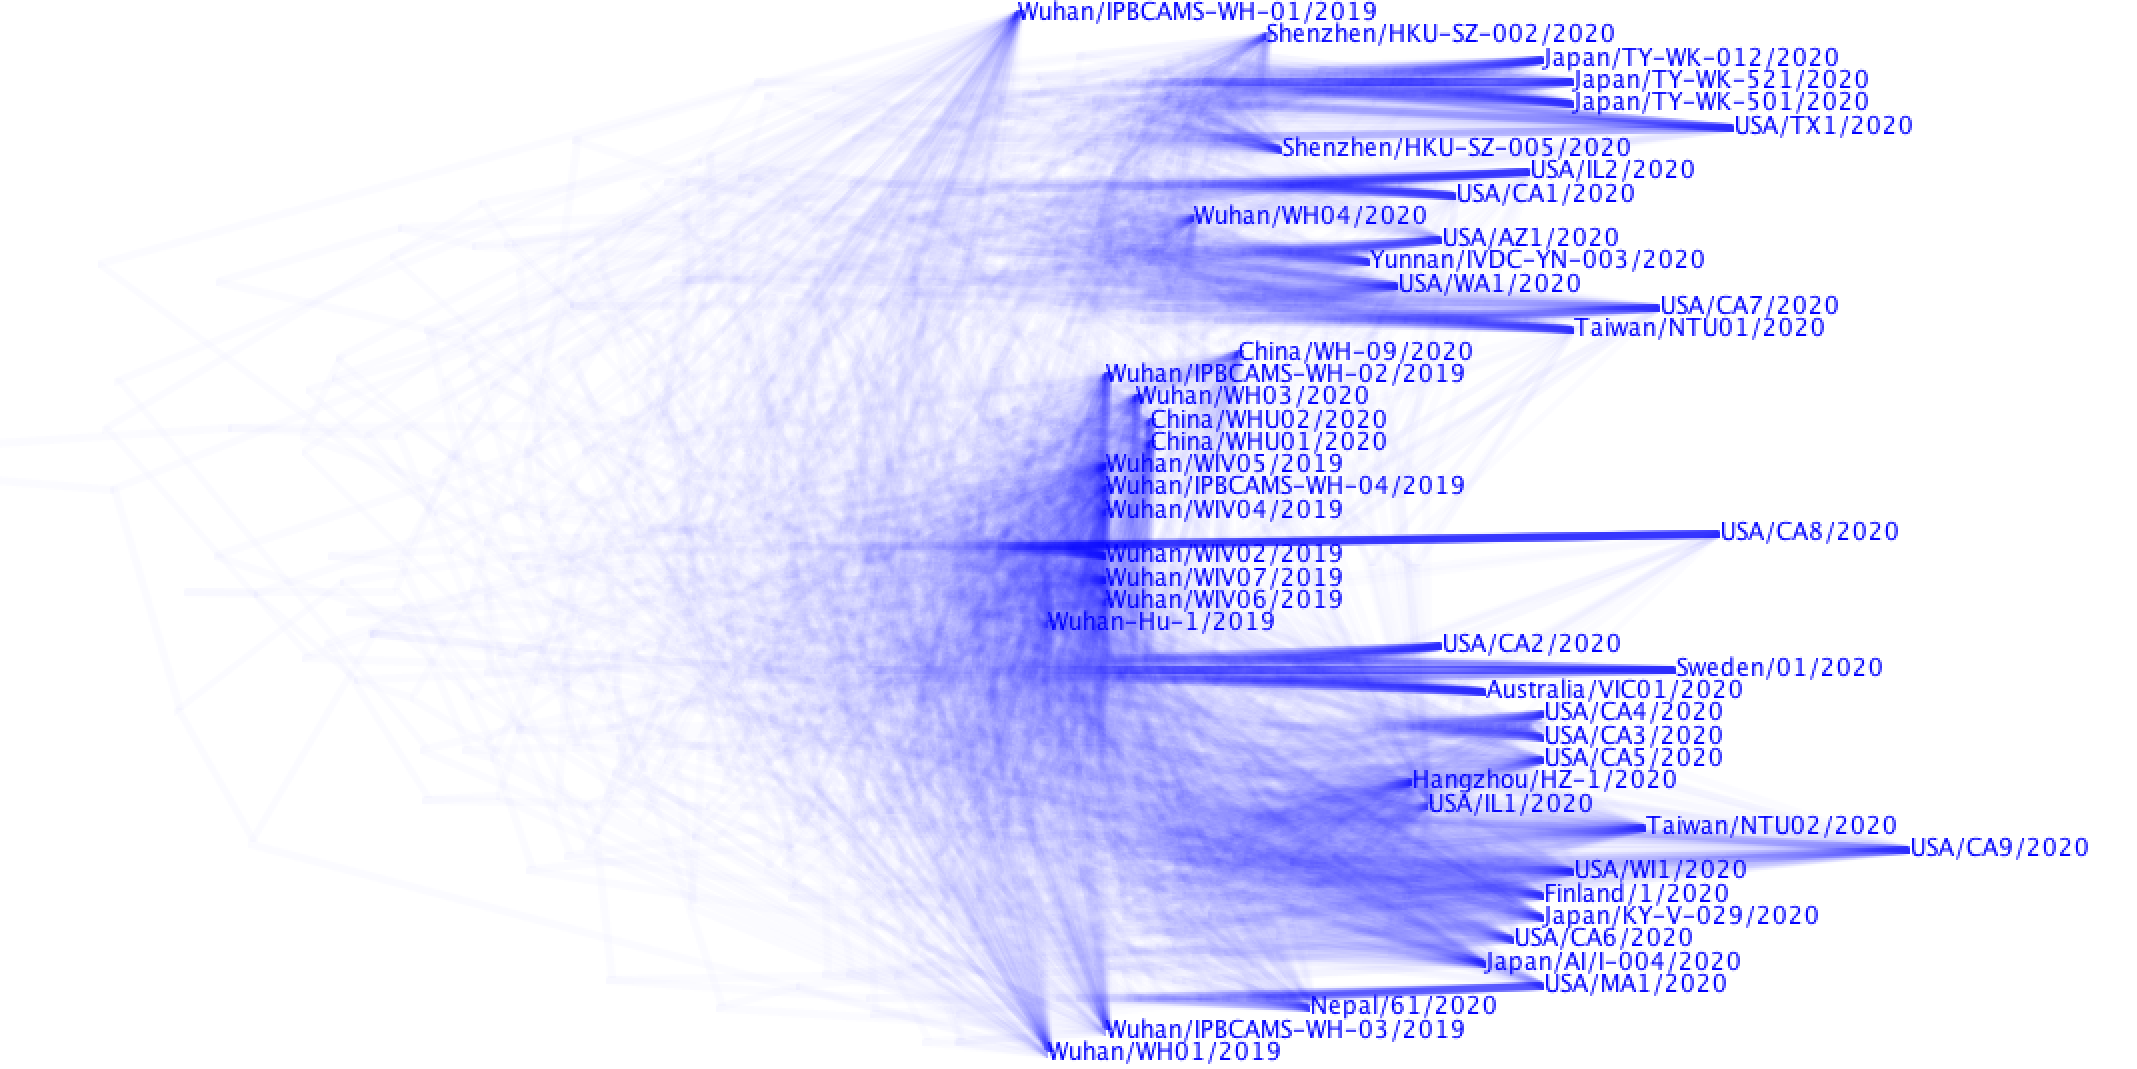 Wuhan/IPBCAMS-WH-01/2019
Shenzhen/HKU-SZ-002/2020
Japan/TY-WK-012/2020
Japan/TY-WK-521/2020
Japan/TY-WK-501/2020
USA/TX1/2020
Shenzhen/HKU-SZ-005/2020
USA/IL2/2020
USA/CA1/2020
Wuhan/WH04/2020
USA/AZ1/2020
Yunnan/IVDC-YN-003/2020
USA/WA1/2020
USA/CA7/2020
Taiwan/NTU01/2020
China/WH-09/2020
Wuhan/IPBCAMS-WH-02/2019
Wuhan/WH03/2020
China/WHU02/2020
China/WHU01/2020
Wuhan/WIV05/2019
Wuhan/IPBCAMS-WH-04/2019
Wuhan/WIV04/2019
USA/CA8/2020
Wuhan/WIV02/2019
Wuhan/WIV07/2019
Wuhan/WIV06/2019
Wuhan-Hu-1/2019
USA/CA2/2020
Sweden/01/2020
Australia/VIC01/2020
USA/CA4/2020
USA/CA3/2020
USA/CA5/2020
Hangzhou/HZ-1/2020
USA/IL1/2020
Taiwan/NTU02/2020
USA/CA9/2020
USA/WI1/2020
Finland/1/2020
Japan/KY-V-029/2020
USA/CA6/2020
Japan/AI/I-004/2020
USA/MA1/2020
Nepal/61/2020
Wuhan/IPBCAMS-WH-03/2019
Wuhan/WH01/2019